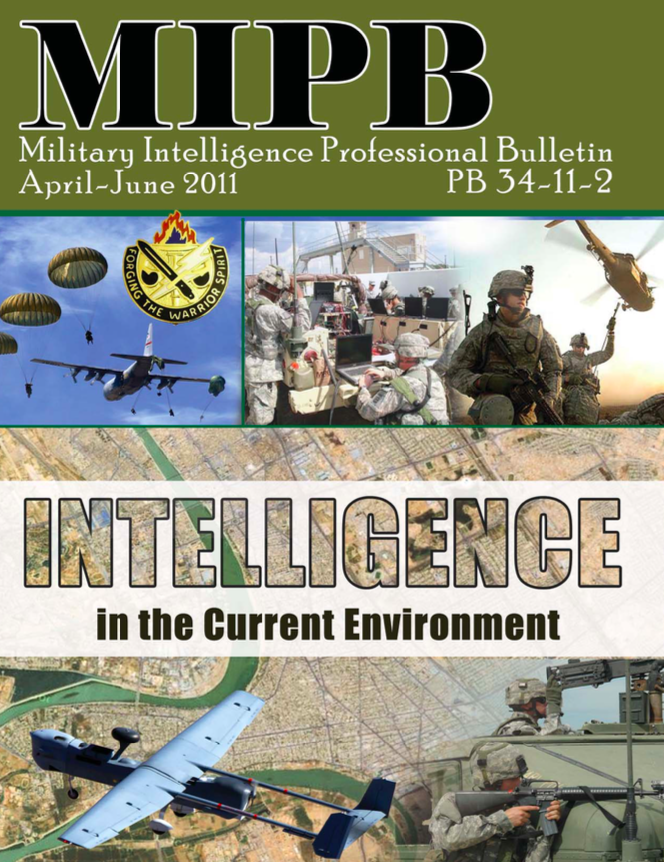 MIPB
Military Intelligence Professional Bulletin
April-June 2011 PB 34-11-2
FORGING THE WARRIOR SPIRIT
INTELLIGENCE
in the Current Environment